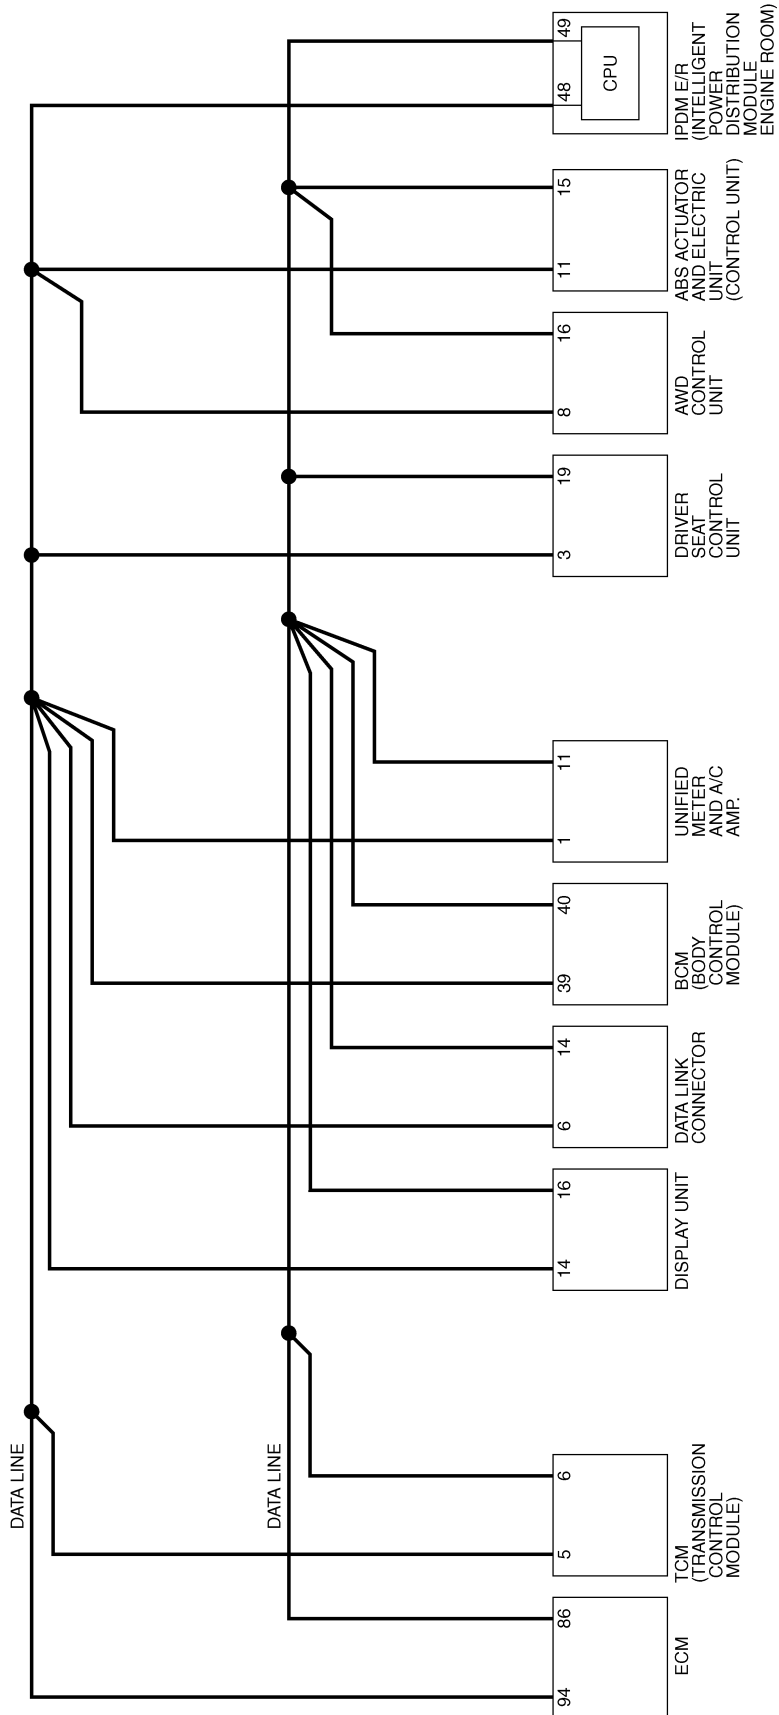 DATA LINE
DATA LINE
94
86
ECM
5
6
TCM
(TRANSMISSION
CONTROL
MODULE)
14
16
DISPLAY UNIT
6
14
DATA LINK
CONNECTOR
39
40
BCM
(BODY
CONTROL
MODULE)
1
11
UNIFIED
METER
AND A/C
AMP.
3
19
DRIVER
SEAT
CONTROL
UNIT
8
16
AWD
CONTROL
UNIT
11
15
ABS ACTUATOR
AND ELECTRIC
UNIT
(CONTROL UNIT)
48
49
CPU
IPDM E/R
(INTELLIGENT
POWER
DISTRIBUTION
MODULE
ENGINE ROOM)